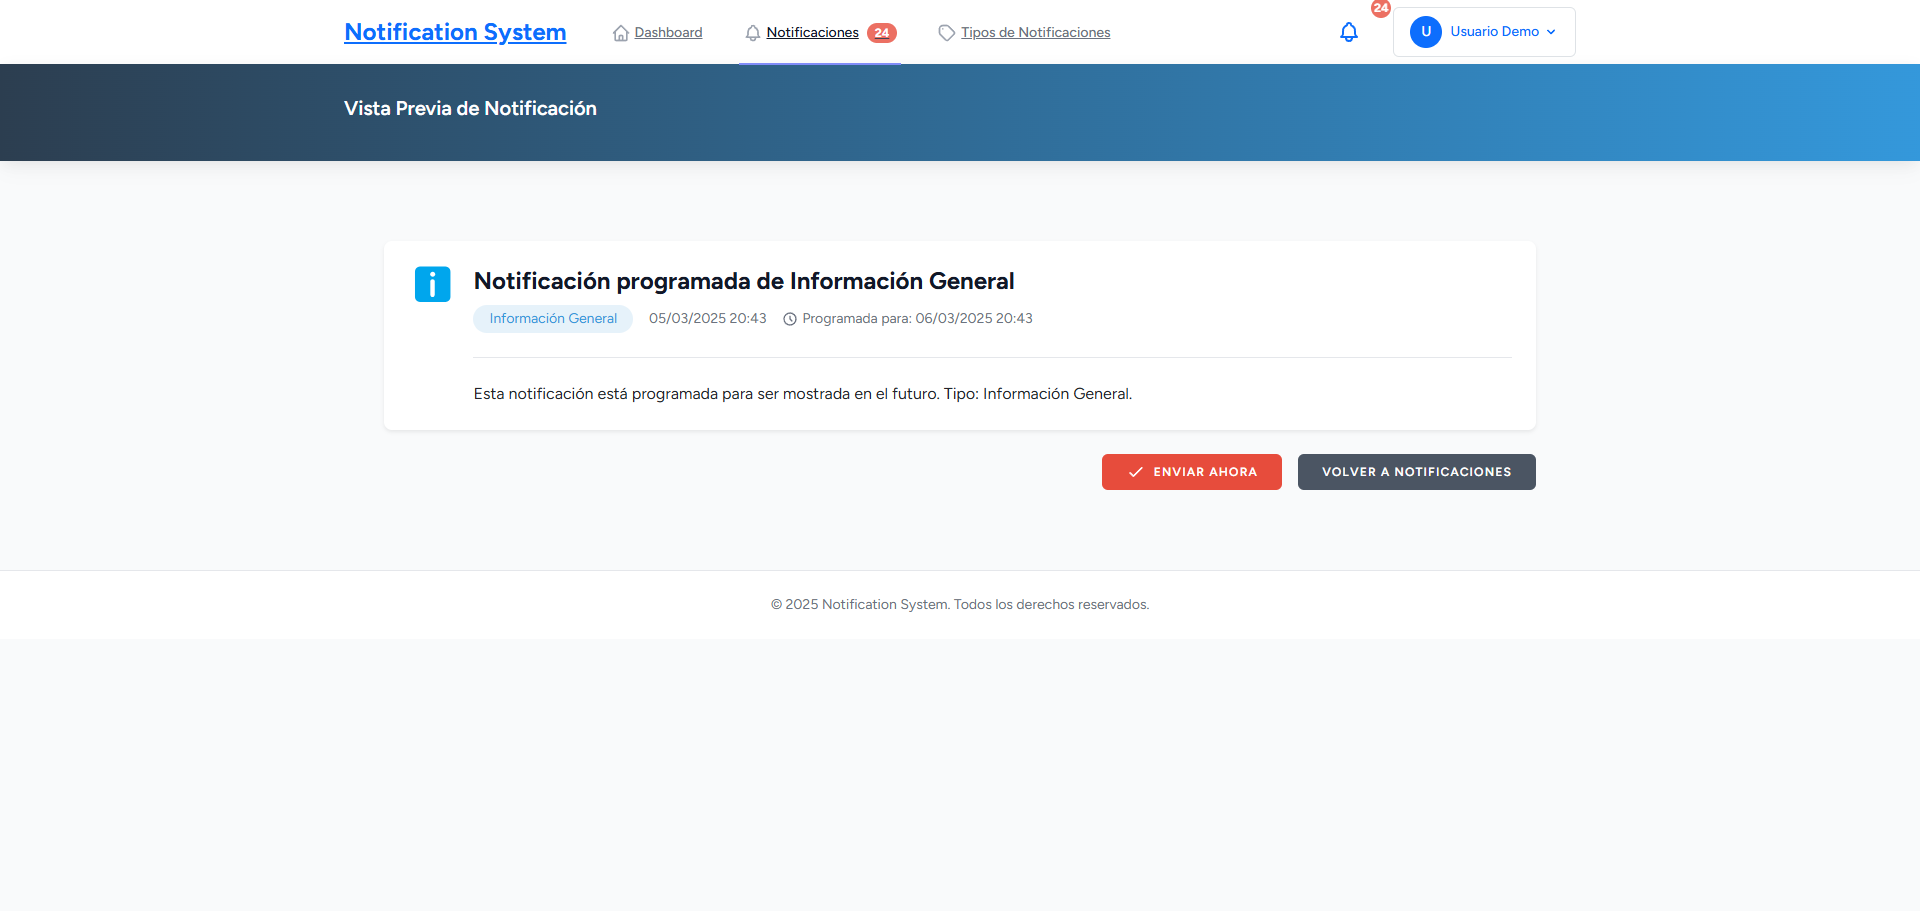 Notification System
Dashboard
Notificaciones 24
Tipos de Notificaciones
24
U Usuario Demo
Vista Previa de Notificación
Notificación programada de Información General
Información General 05/03/2025 20:43 Programada para: 06/03/2025 20:43
Esta notificación está programada para ser mostrada en el futuro. Tipo: Información General.
ENVIAR AHORA
VOLVER A NOTIFICACIONES
© 2025 Notification System. Todos los derechos reservados.